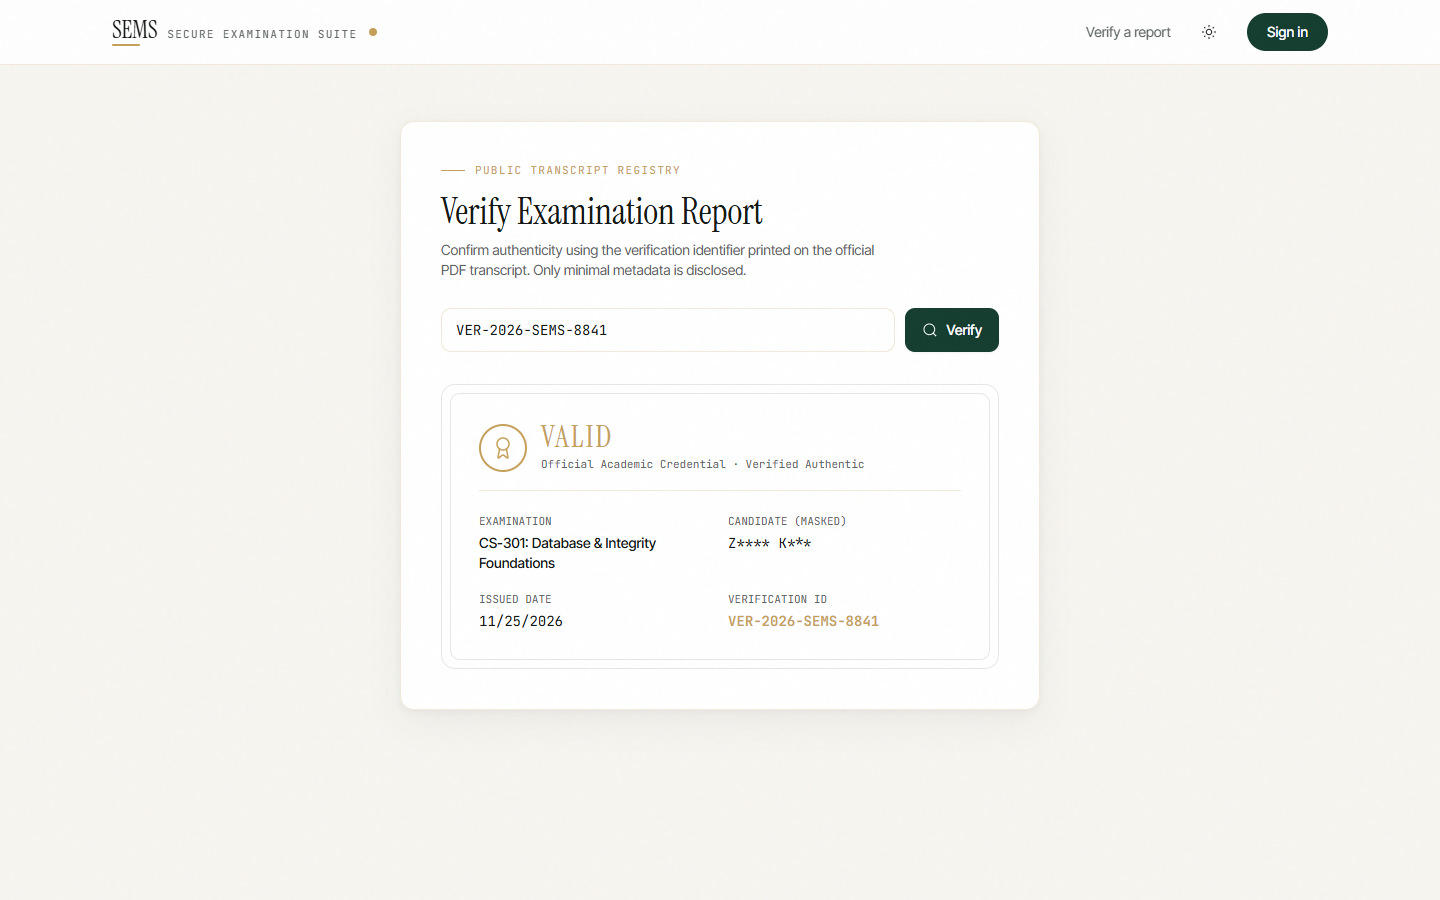 SEMS SECURE EXAMINATION SUITE
Verify a report
Sign in
PUBLIC TRANSCRIPT REGISTRY
Verify Examination Report
Confirm authenticity using the verification identifier printed on the official
PDF transcript. Only minimal metadata is disclosed.
VER-2026-SEMS-8841
Verify
VALID
Official Academic Credential · Verified Authentic
EXAMINATION
CS-301: Database & Integrity
Foundations
CANDIDATE (MASKED)
Z**** K***
ISSUED DATE
11/25/2026
VERIFICATION ID
VER-2026-SEMS-8841